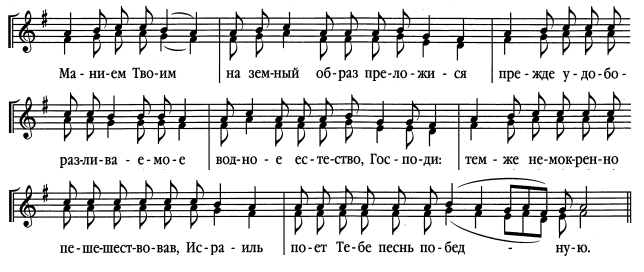 Ма - ни - ем Тво - им на зем - ный об - раз пре - ло - жи - ся пре - жде у - до - бо -
раз - ли - ва - е - мо - е вод - но - е ес - те - ство, Гос - по - ди: тем - же не - мок - рен - но
пе - ше - шест - во - вав, Ис - ра - иль по - ет Те - бе песнь по - бед - ну - ю.